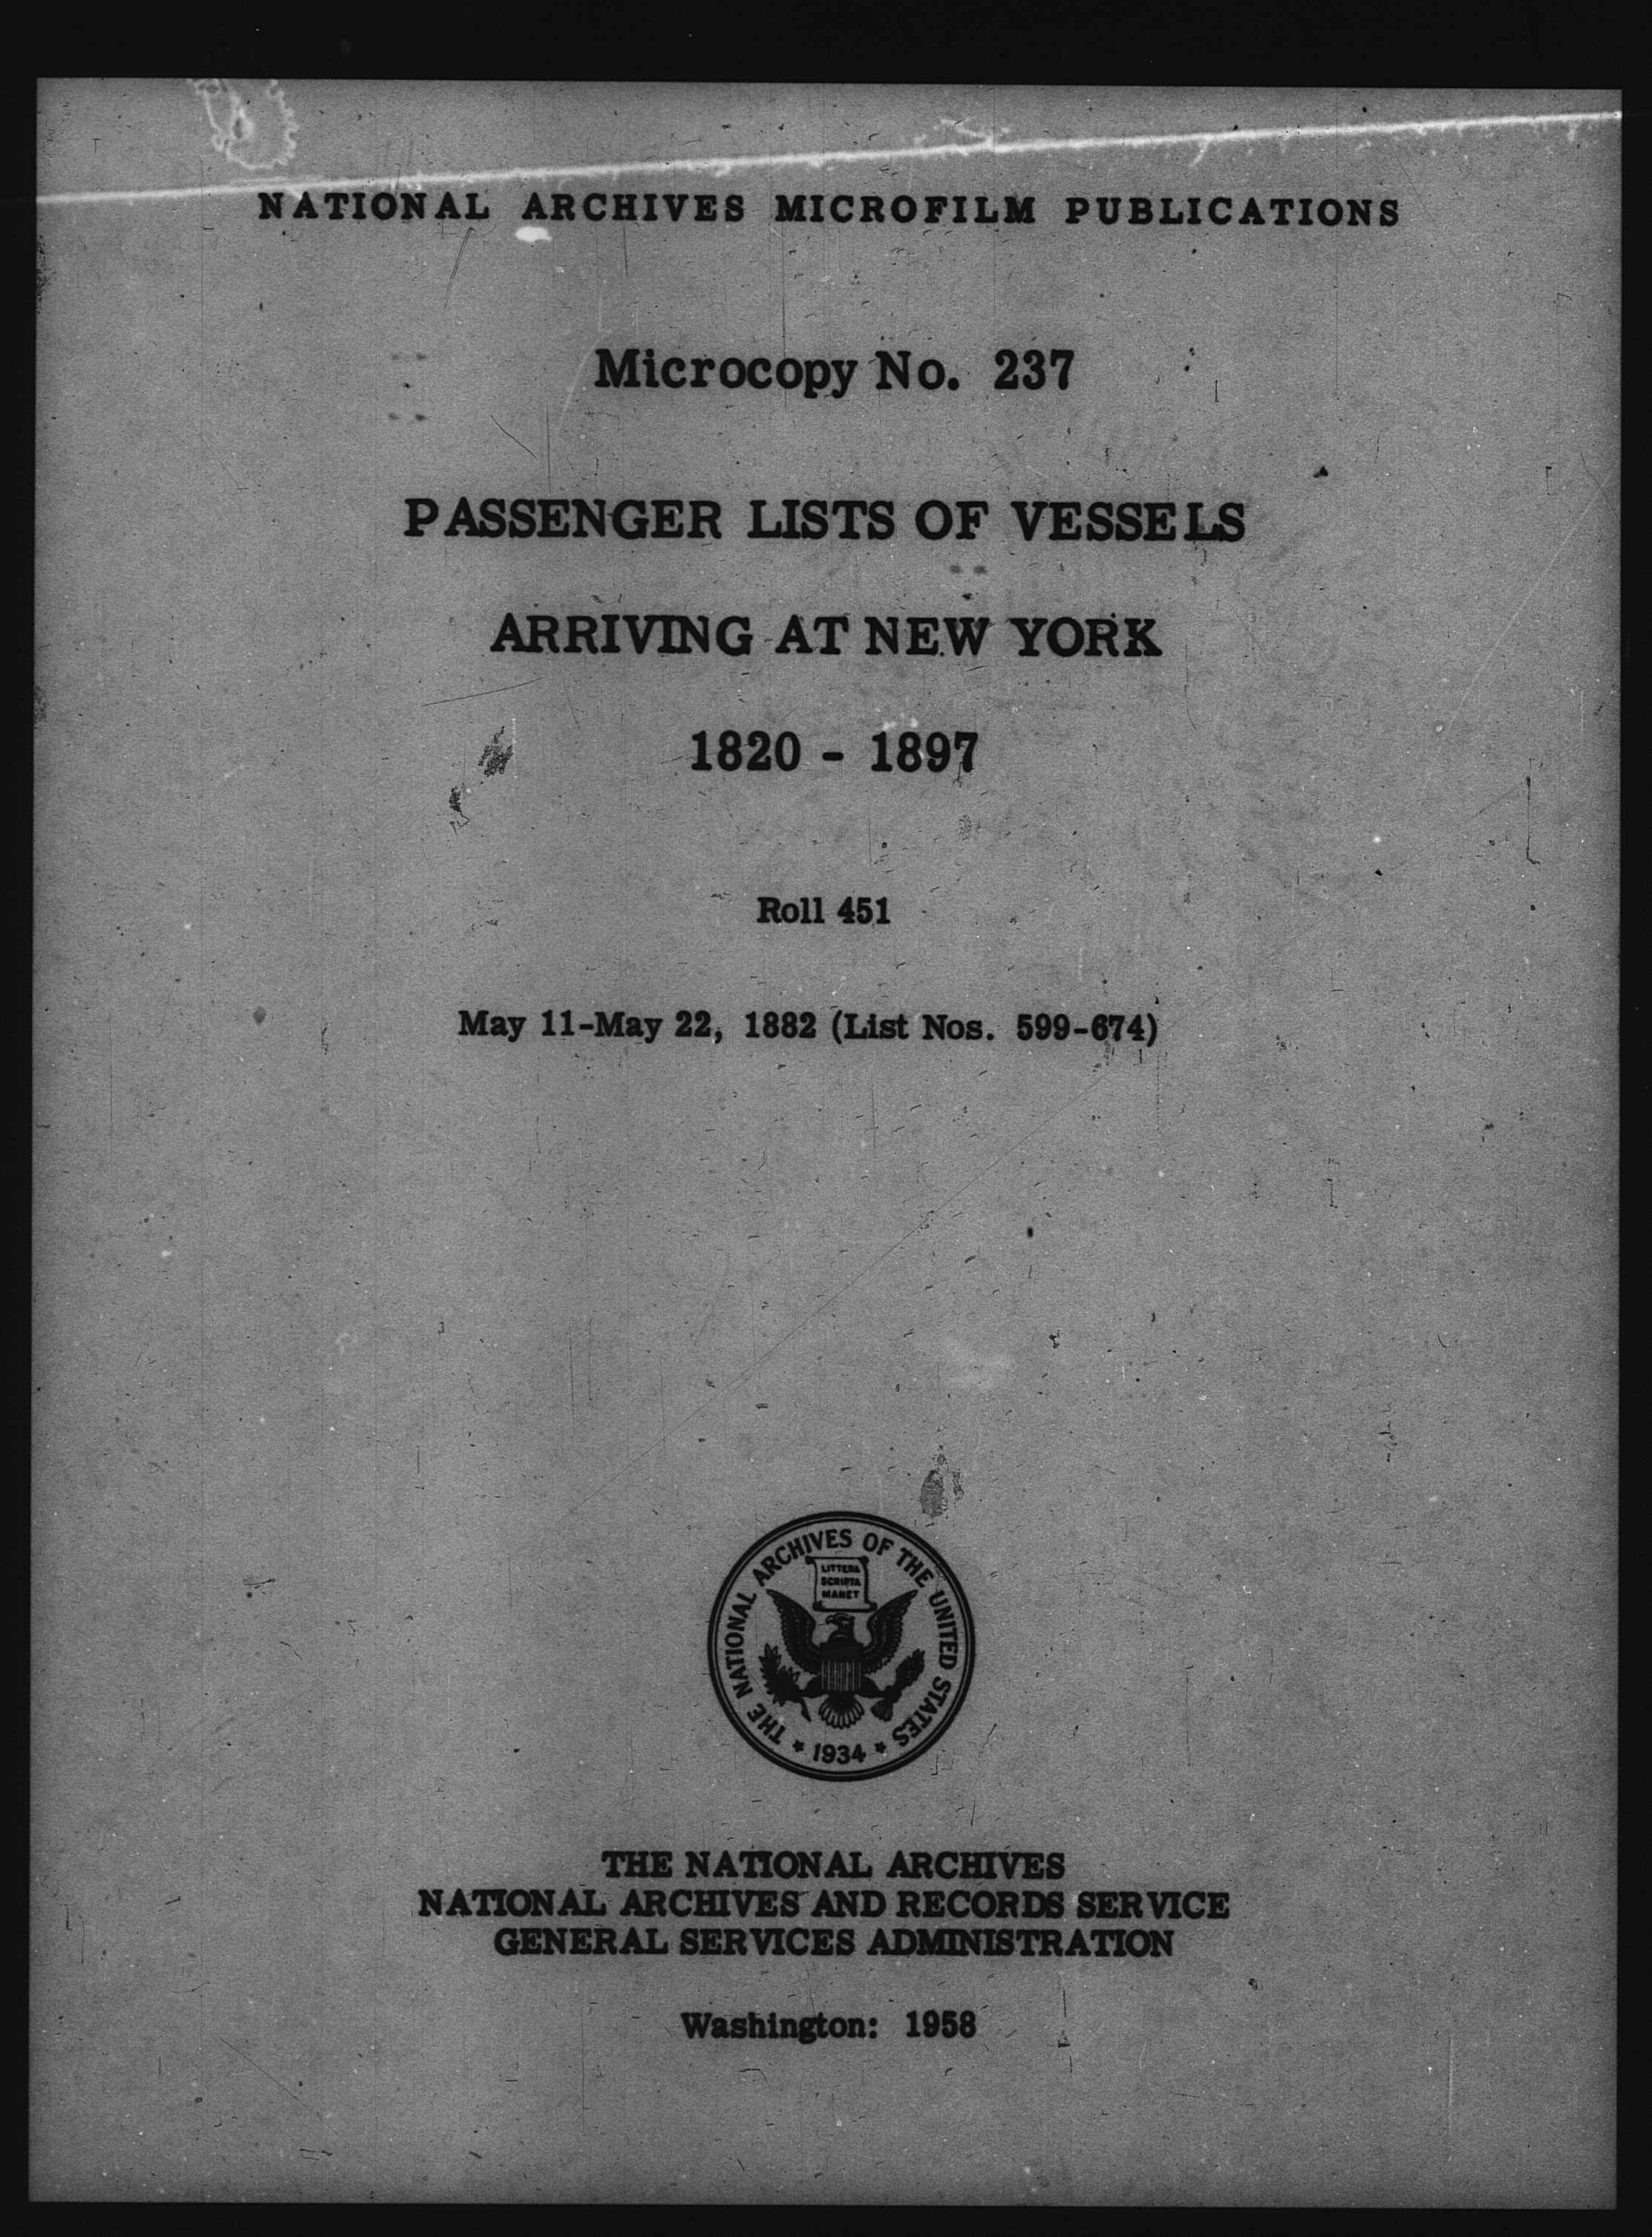 NATIONAL ARCHIVES MICROFILM PUBLICATIONS
Microcopy No. 237
PASSENGER LISTS OF VESSELS
ARRIVING AT NEW YORK
1820 - 1897
Roll 451
May 11-May 22, 1882 (List Nos. 599-674)
THE NATIONAL ARCHIVES OF THE UNITED STATES
LITTERA
SCRIPTA
MANET
* 1934 *
THE NATIONAL ARCHIVES
NATIONAL ARCHIVES AND RECORDS SERVICE
GENERAL SERVICES ADMINISTRATION
Washington: 1958